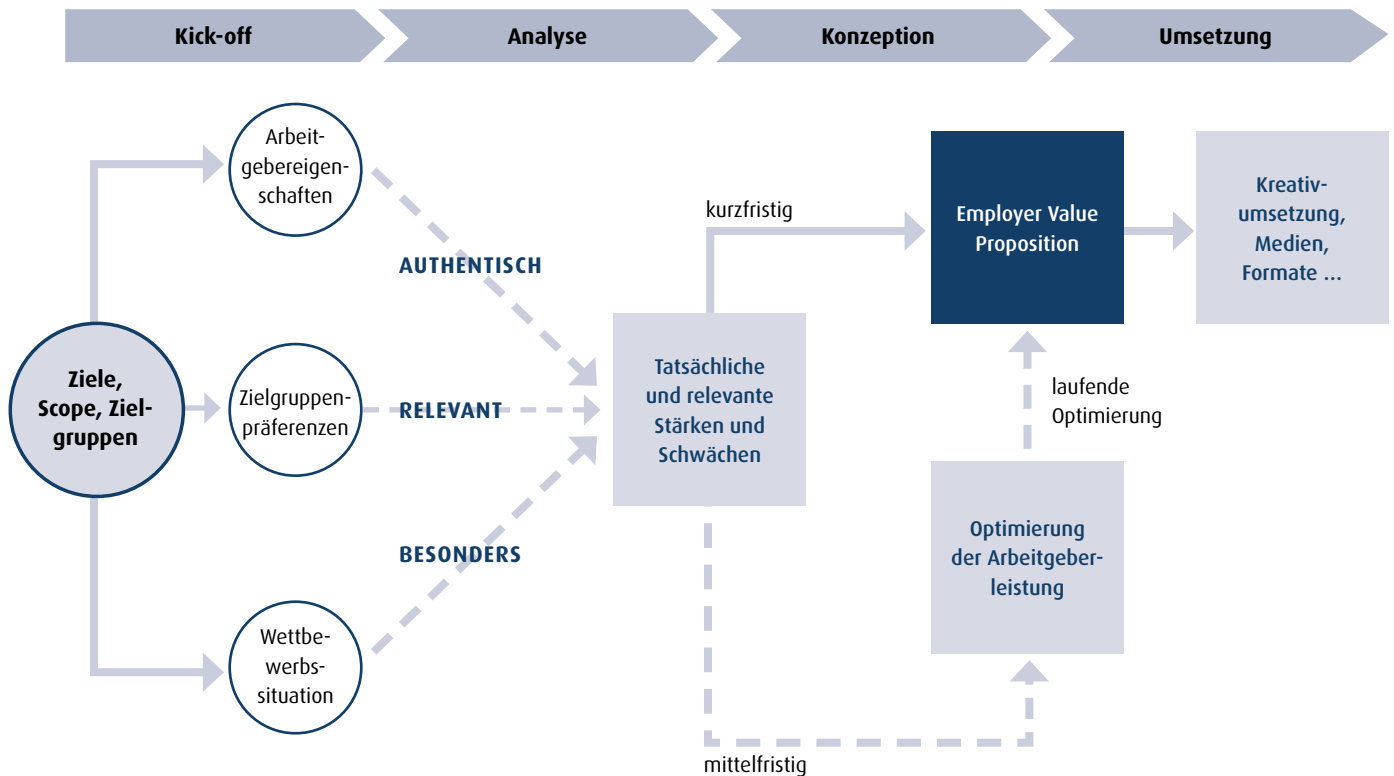 Kick-off
Analyse
Konzeption
Umsetzung
Arbeit-
gebereigen-
schaften
AUTHENTISCH
Ziele,
Scope, Ziel-
gruppen
Zielgruppen-
präferenzen
RELEVANT
BESONDERS
Wettbe-
werbs-
situation
Tatsächliche
und relevante
Stärken und
Schwächen
kurzfristig
mittelfristig
Employer Value
Proposition
laufende
Optimierung
Optimierung
der Arbeitgeber-
leistung
Kreativ-
umsetzung,
Medien,
Formate ...